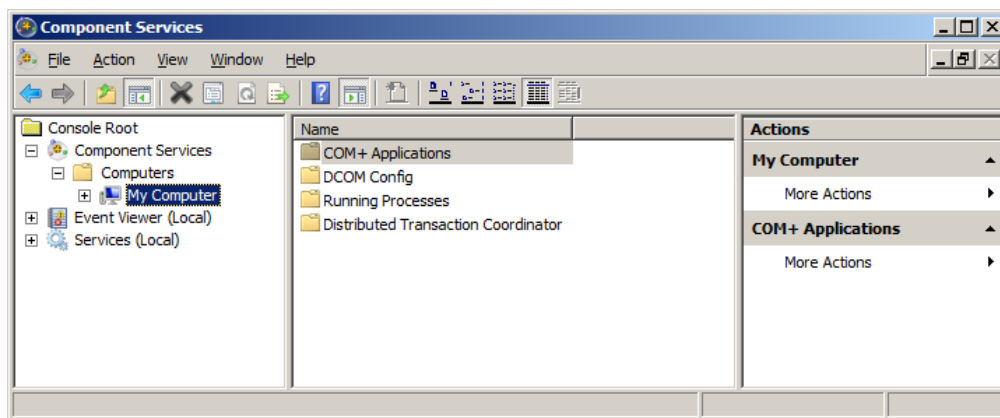 Component Services
File Action View Window Help
Console Root
Component Services
Computers
My Computer
Event Viewer (Local)
Services (Local)
Name
COM+ Applications
DCOM Config
Running Processes
Distributed Transaction Coordinator
Actions
My Computer
More Actions
COM+ Applications
More Actions